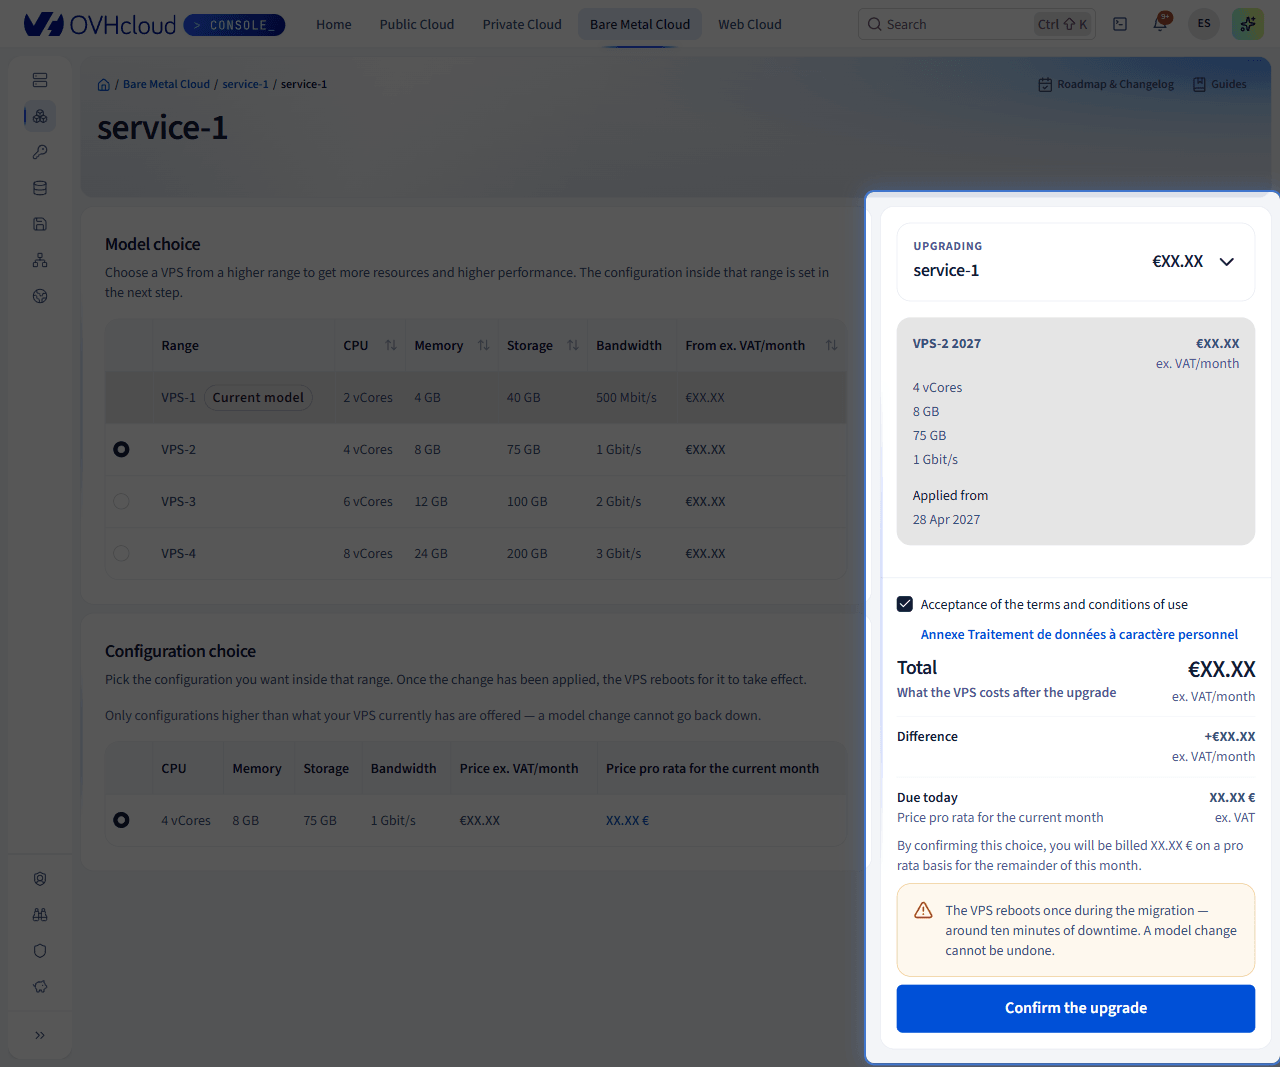 OVHcloud
> CONSOLE_
Home
Public Cloud
Private Cloud
Bare Metal Cloud
Web Cloud
Search
Ctrl ⇧ K
9+
ES
/ Bare Metal Cloud / service-1 / service-1
Roadmap & Changelog
Guides
service-1
Model choice
Choose a VPS from a higher range to get more resources and higher performance. The configuration inside that range is set in
the next step.
Range CPU Memory Storage Bandwidth From ex. VAT/month
VPS-1 Current model 2 vCores 4 GB 40 GB 500 Mbit/s €XX.XX
VPS-2 4 vCores 8 GB 75 GB 1 Gbit/s €XX.XX
VPS-3 6 vCores 12 GB 100 GB 2 Gbit/s €XX.XX
VPS-4 8 vCores 24 GB 200 GB 3 Gbit/s €XX.XX
Configuration choice
Pick the configuration you want inside that range. Once the change has been applied, the VPS reboots for it to take effect.
Only configurations higher than what your VPS currently has are offered — a model change cannot go back down.
CPU Memory Storage Bandwidth Price ex. VAT/month Price pro rata for the current month
4 vCores 8 GB 75 GB 1 Gbit/s €XX.XX XX.XX €
UPGRADING
service-1 €XX.XX
VPS-2 2027 €XX.XX
ex. VAT/month
4 vCores
8 GB
75 GB
1 Gbit/s
Applied from
28 Apr 2027
Acceptance of the terms and conditions of use
Annexe Traitement de données à caractère personnel
Total €XX.XX
What the VPS costs after the upgrade ex. VAT/month
Difference +€XX.XX
ex. VAT/month
Due today XX.XX €
Price pro rata for the current month ex. VAT
By confirming this choice, you will be billed XX.XX € on a pro
rata basis for the remainder of this month.
The VPS reboots once during the migration —
around ten minutes of downtime. A model change
cannot be undone.
Confirm the upgrade